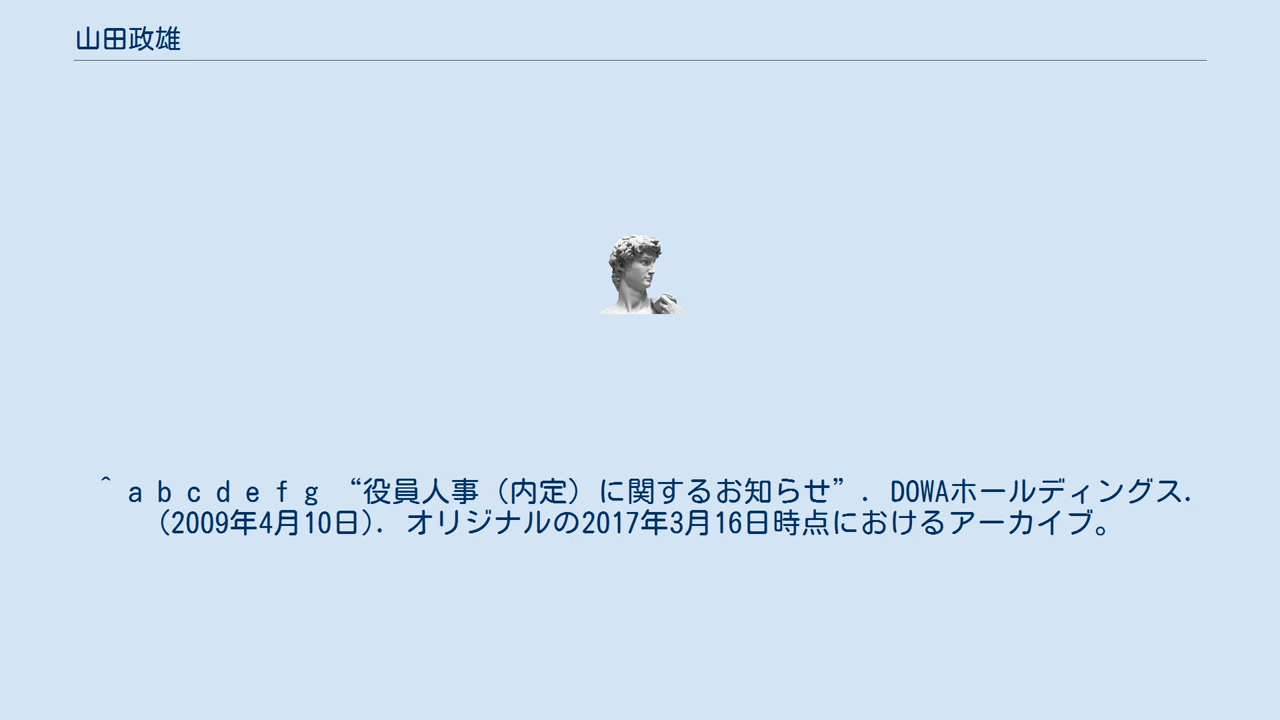 山田政雄
^ a b c d e f g “役員人事（内定）に関するお知らせ”. DOWAホールディングス.
(2009年4月10日). オリジナルの2017年3月16日時点におけるアーカイブ。